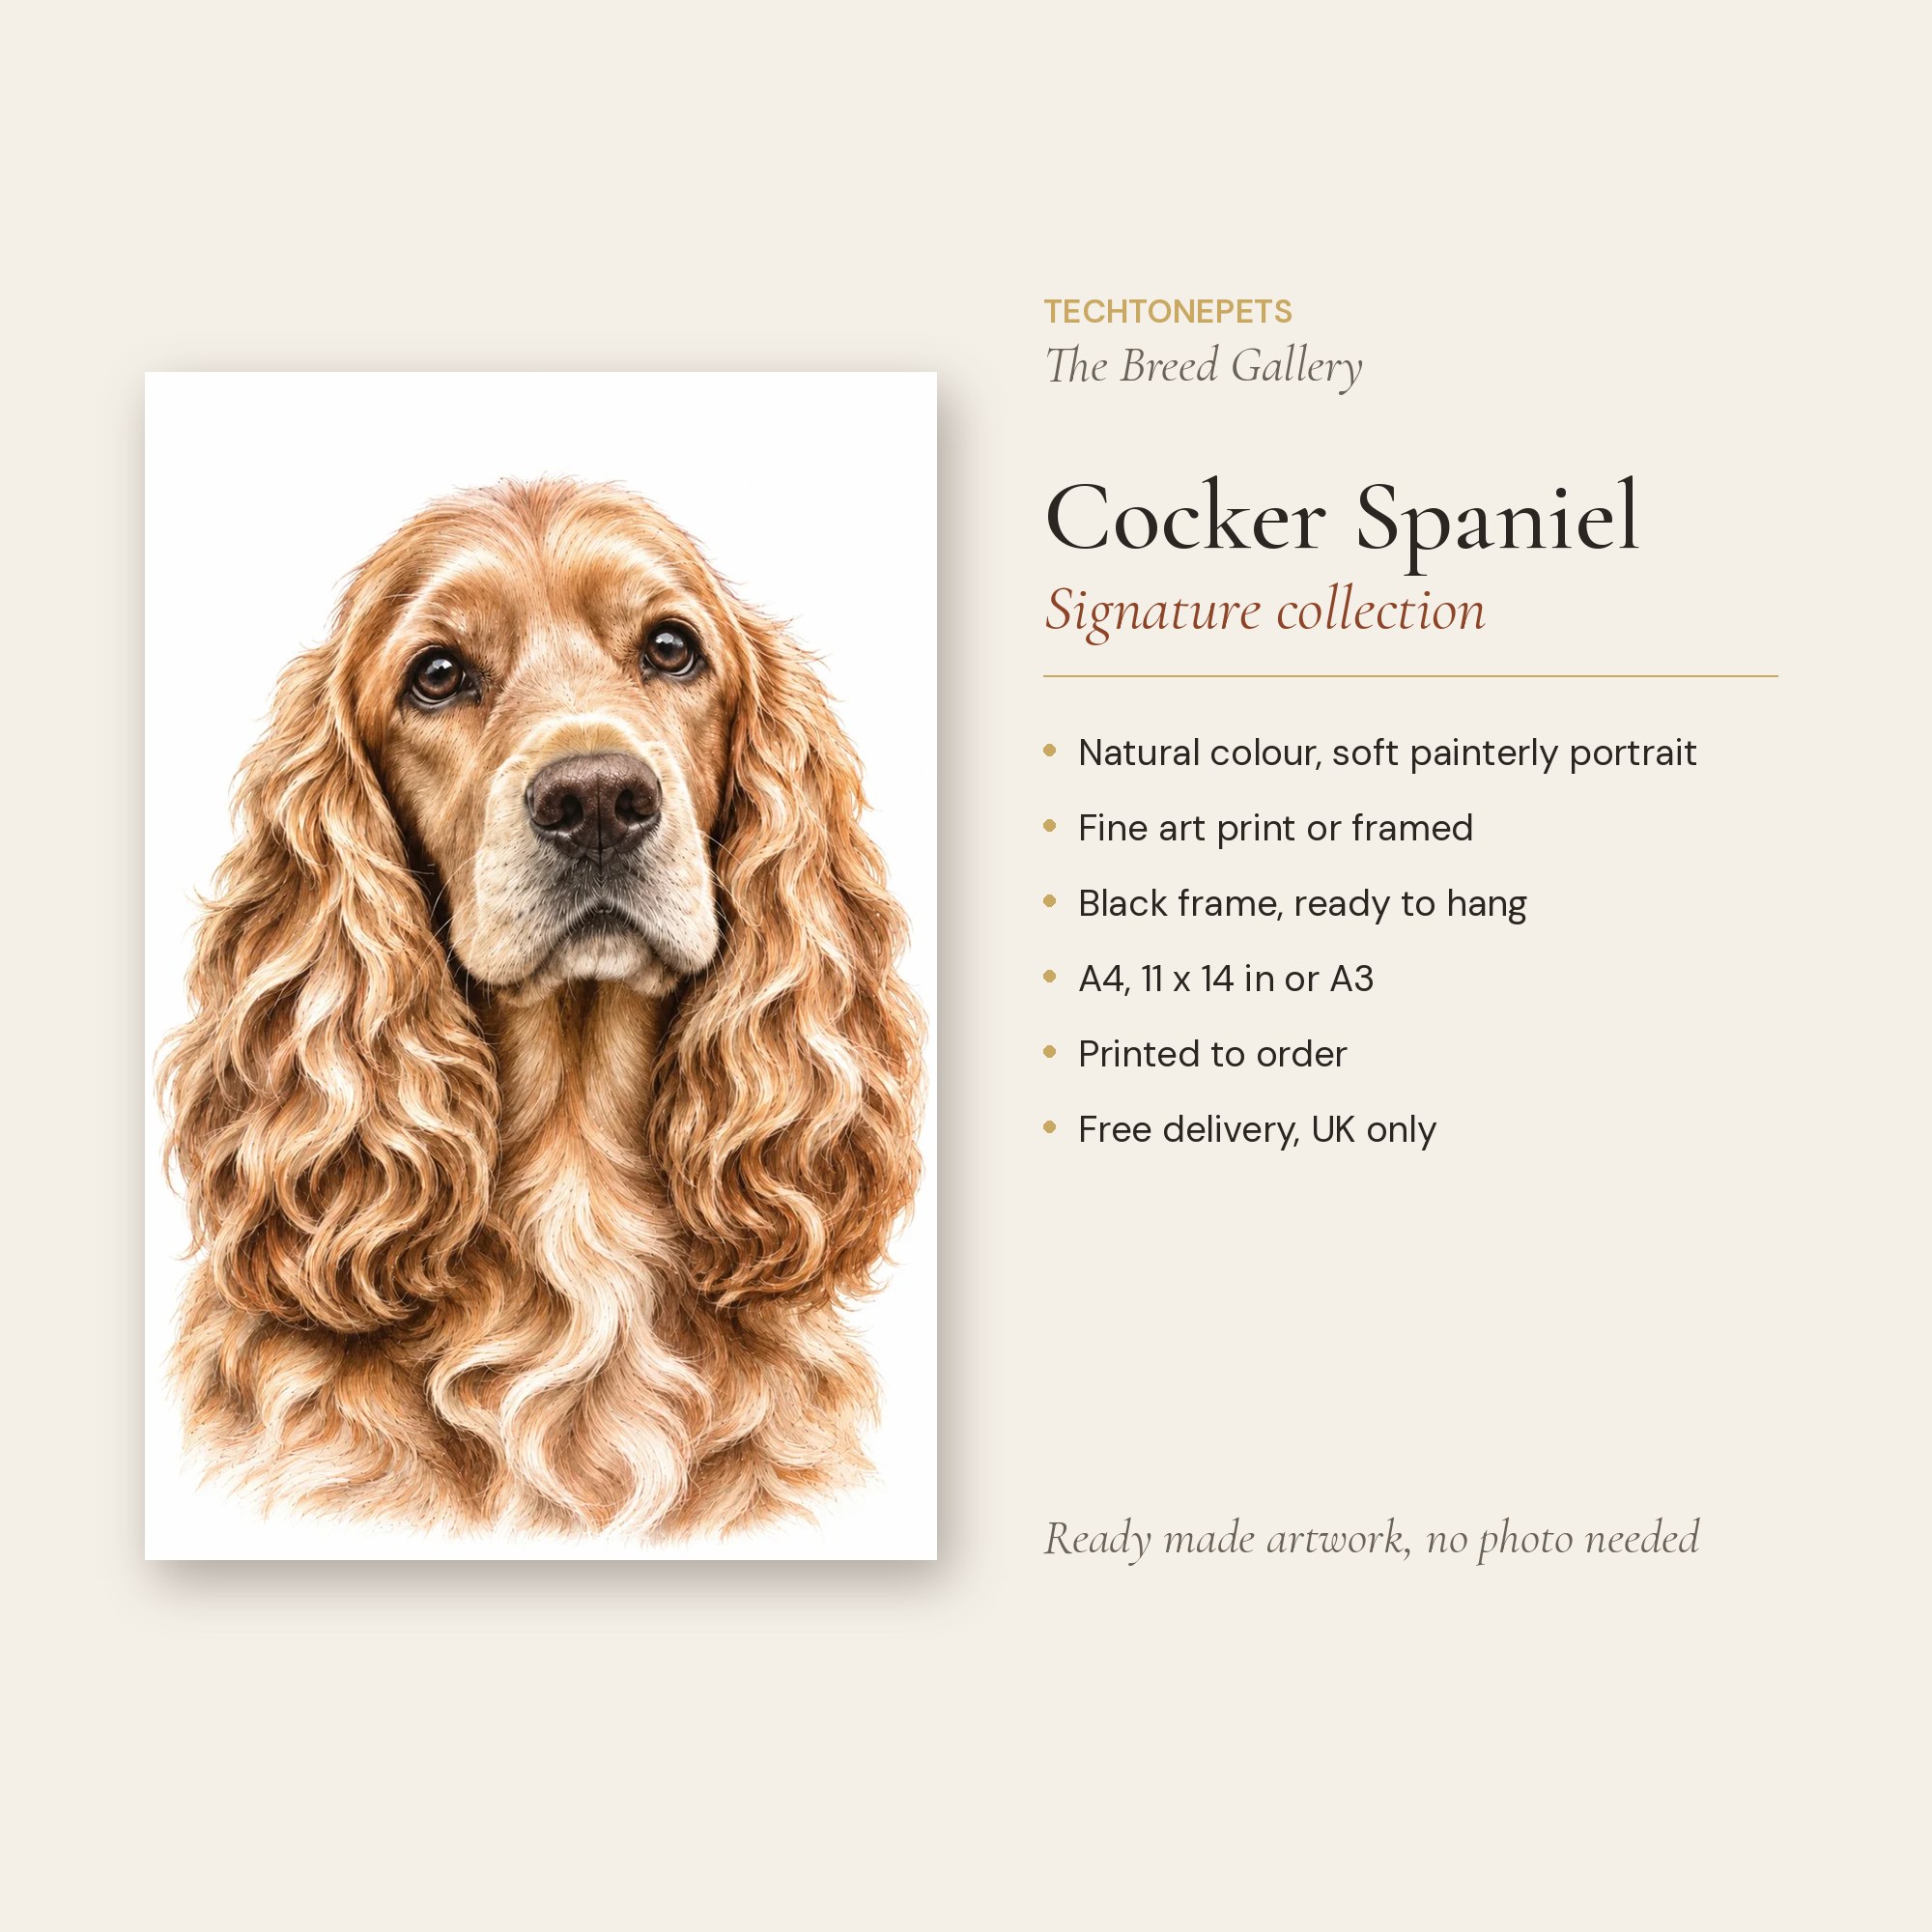 TECHTONEPETS
The Breed Gallery
Cocker Spaniel
Signature collection
Natural colour, soft painterly portrait
Fine art print or framed
Black frame, ready to hang
A4, 11 x 14 in or A3
Printed to order
Free delivery, UK only
Ready made artwork, no photo needed